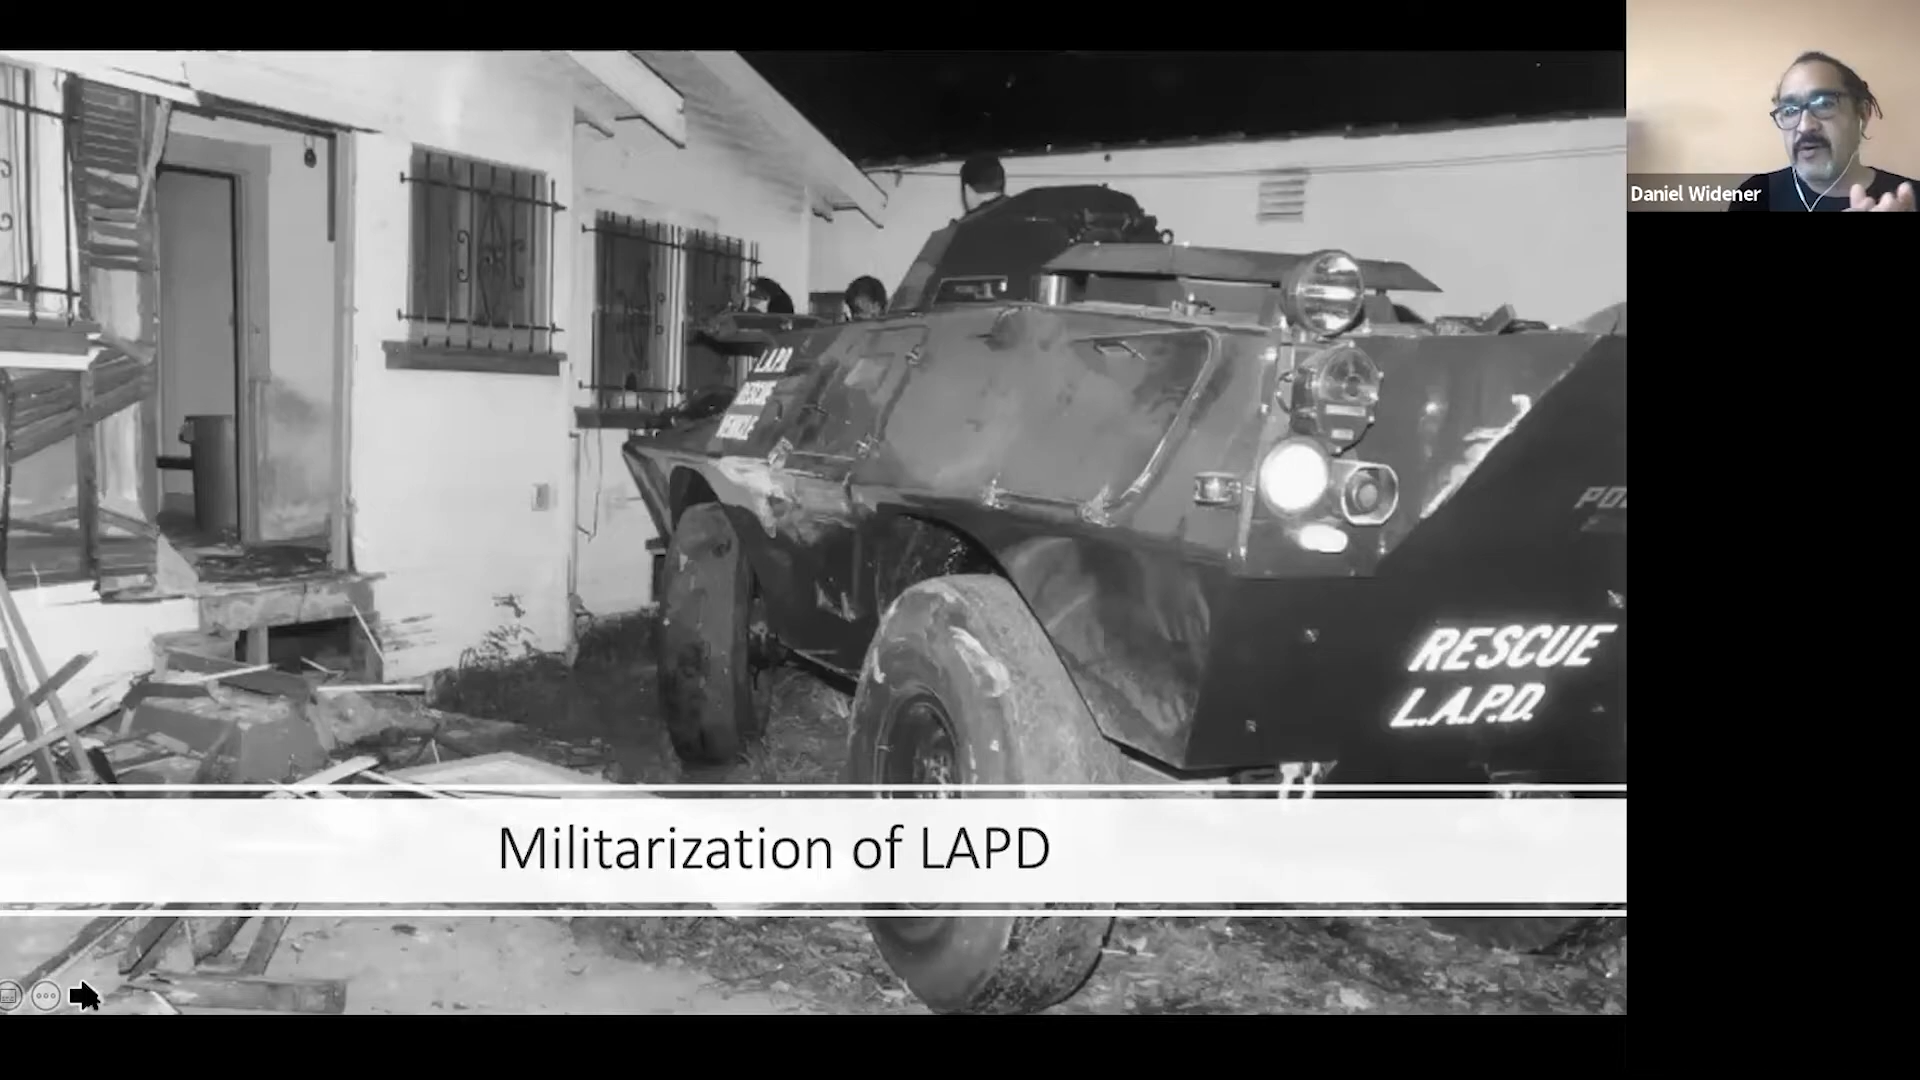 Daniel Widener
L.A.P.D.
RESCUE
VEHICLE
RESCUE
L.A.P.D.
Militarization of LAPD